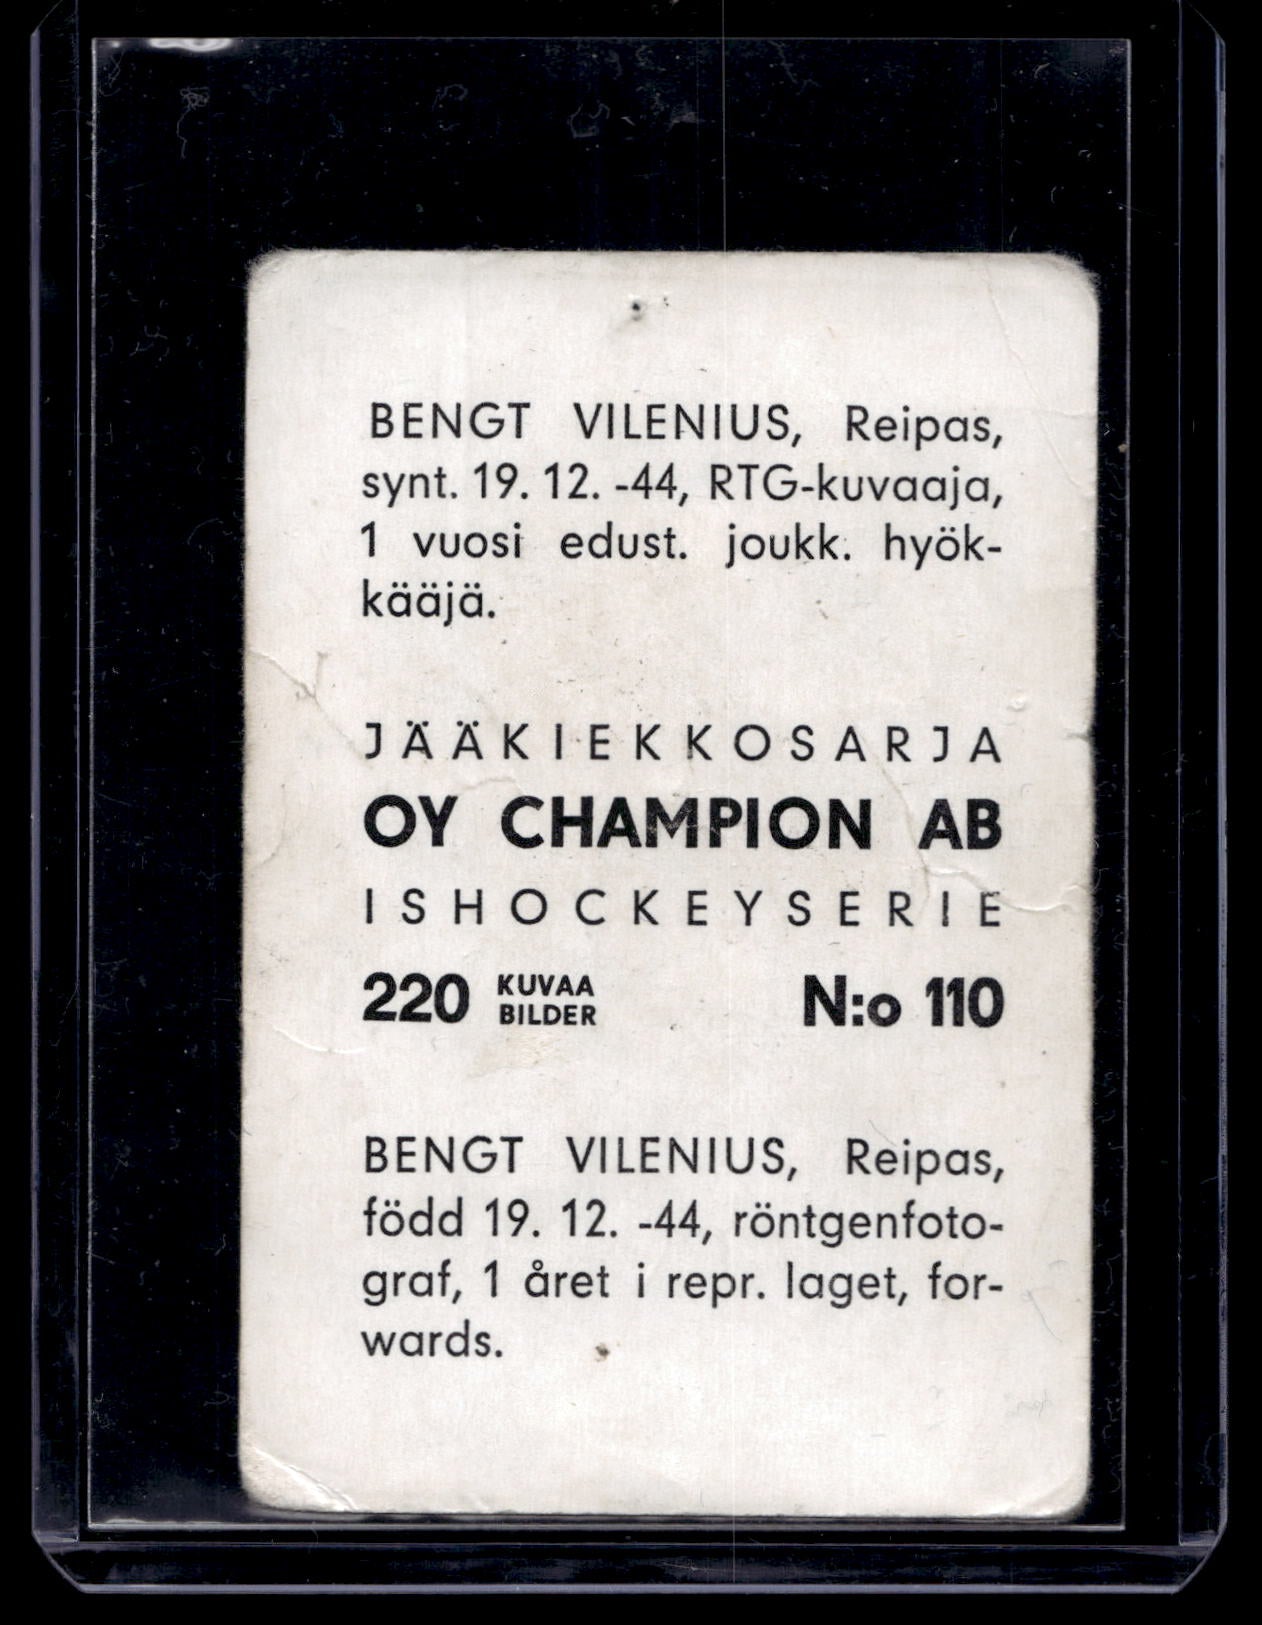 BENGT VILENIUS, Reipas,
synt. 19. 12. -44, RTG-kuvaaja,
1 vuosi edust. joukk. hyök-
kääjä.
JÄÄKIEKKOSARJA
OY CHAMPION AB
ISHOCKEYSERIE
220 KUVAA BILDER N:o 110
BENGT VILENIUS, Reipas,
född 19. 12. -44, röntgenfoto-
graf, 1 året i repr. laget, for-
wards.